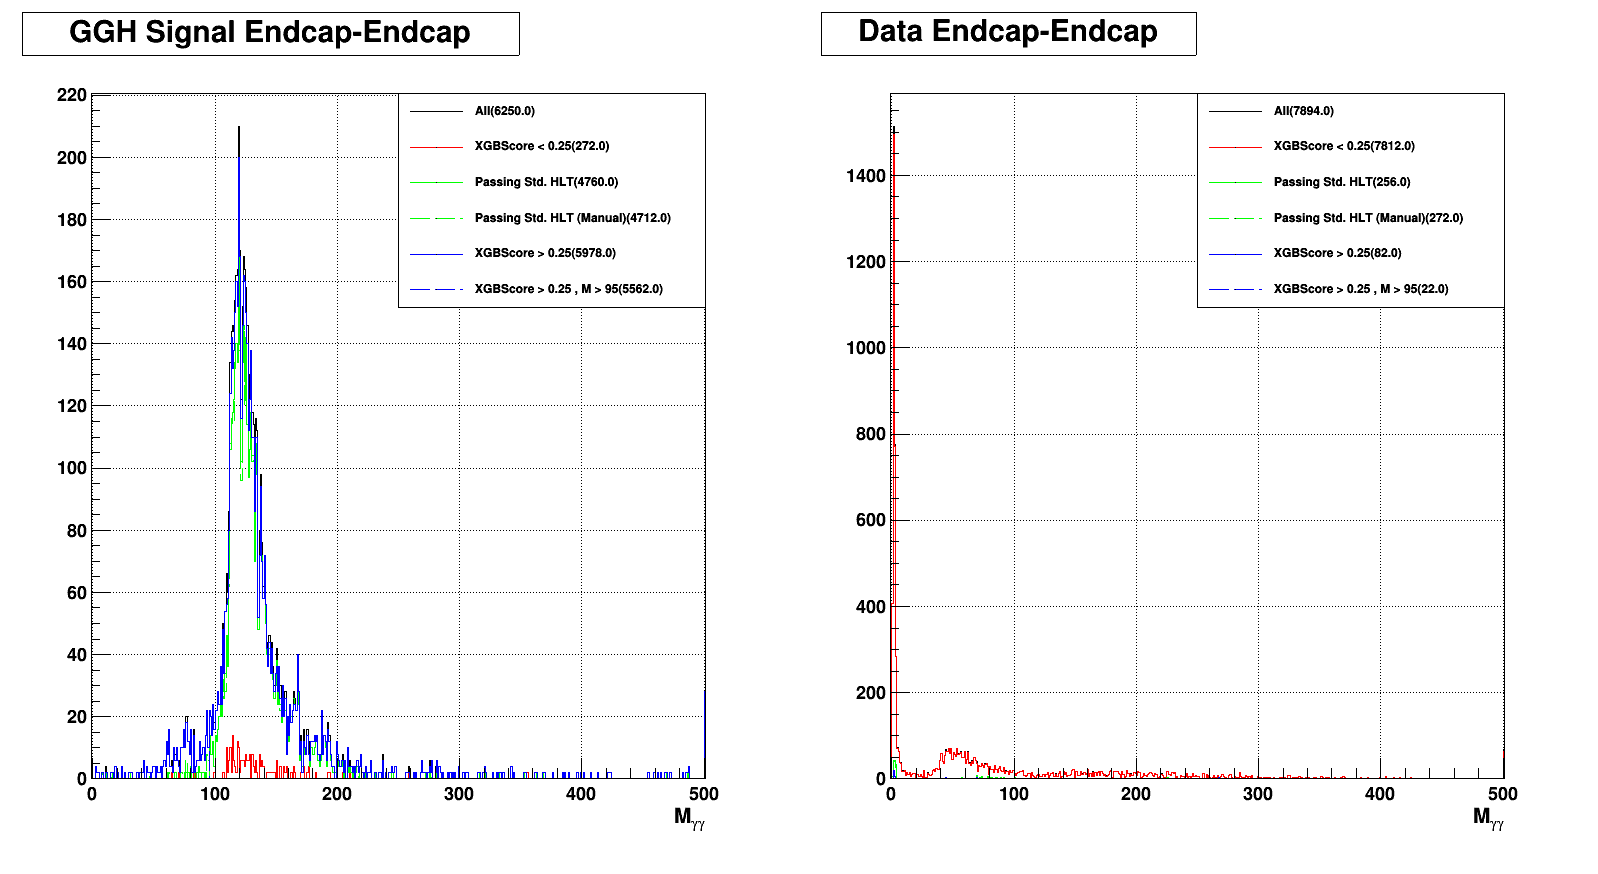 GGH Signal Endcap-Endcap
220
200
180
160
140
120
100
80
60
40
20
0
0 100 200 300 400 500
Mγγ
All(6250.0)
XGBScore < 0.25(272.0)
Passing Std. HLT(4760.0)
Passing Std. HLT (Manual)(4712.0)
XGBScore > 0.25(5978.0)
XGBScore > 0.25 , M > 95(5562.0)
Data Endcap-Endcap
1400
1200
1000
800
600
400
200
0
0 100 200 300 400 500
Mγγ
All(7894.0)
XGBScore < 0.25(7812.0)
Passing Std. HLT(256.0)
Passing Std. HLT (Manual)(272.0)
XGBScore > 0.25(82.0)
XGBScore > 0.25 , M > 95(22.0)